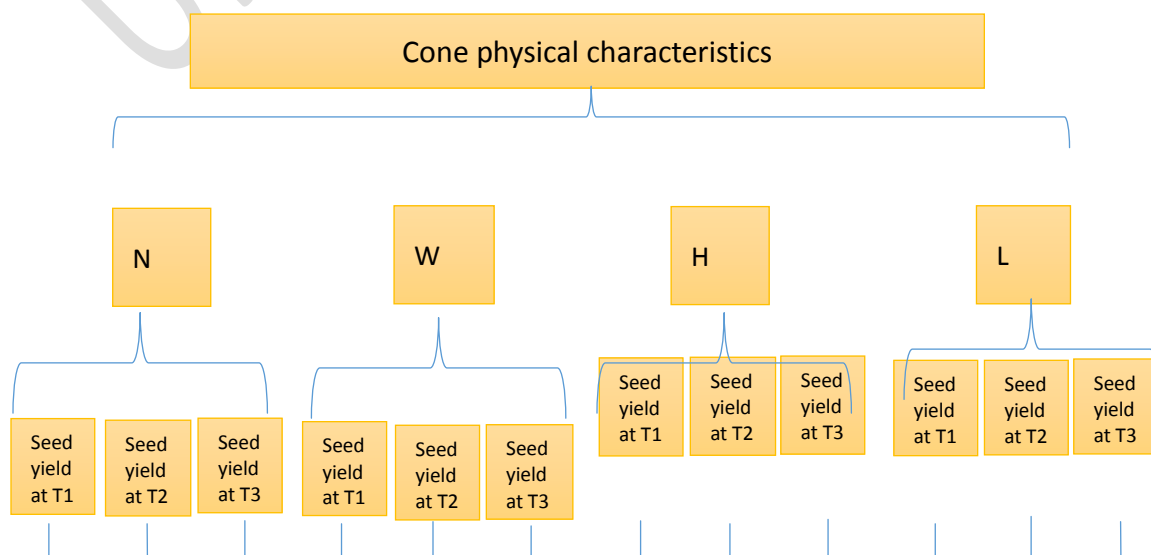 Cone physical characteristics
N
W
H
L
Seed
yield
at T1
Seed
yield
at T2
Seed
yield
at T3
Seed
yield
at T1
Seed
yield
at T2
Seed
yield
at T3
Seed
yield
at T1
Seed
yield
at T2
Seed
yield
at T3
Seed
yield
at T1
Seed
yield
at T2
Seed
yield
at T3